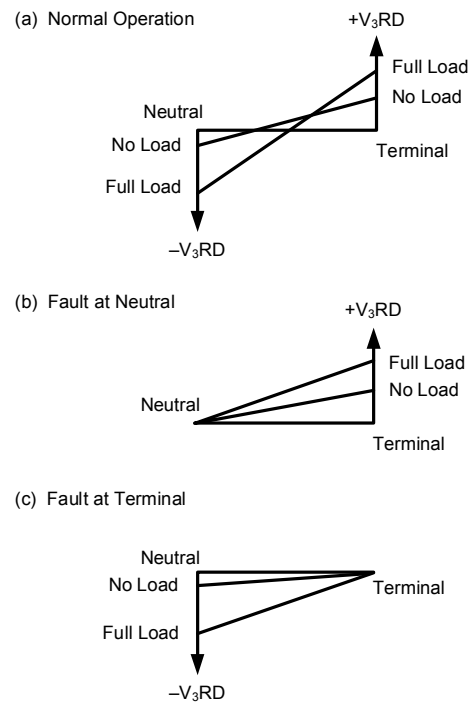 (a) Normal Operation
+V₃RD
Full Load
No Load
Neutral
No Load
Terminal
Full Load
–V₃RD
(b) Fault at Neutral
+V₃RD
Full Load
No Load
Neutral
Terminal
(c) Fault at Terminal
Neutral
No Load
Terminal
Full Load
–V₃RD